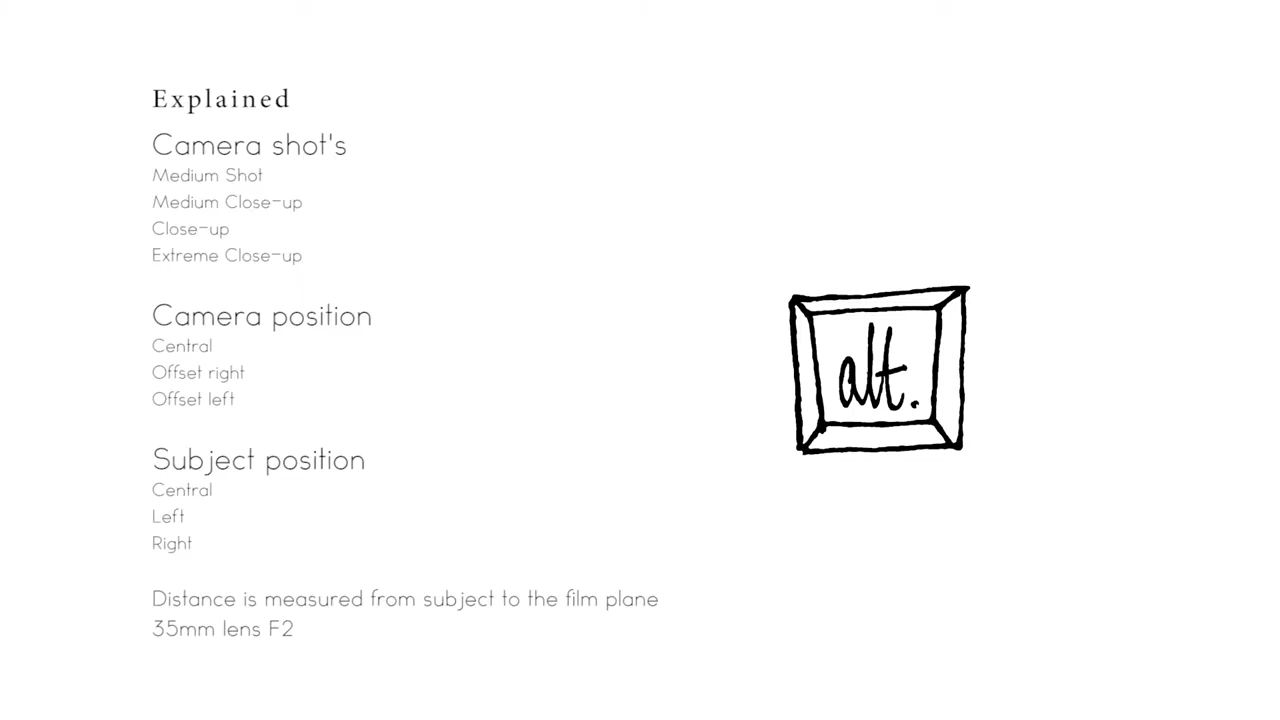 Explained
Camera shot's
Medium Shot
Medium Close-up
Close-up
Extreme Close-up
Camera position
Central
Offset right
Offset left
Subject position
Central
Left
Right
Distance is measured from subject to the film plane
35mm lens F2
alt.